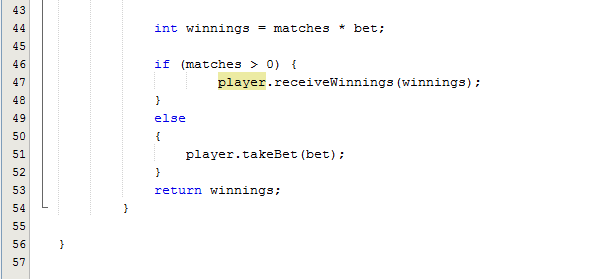 43
44 int winnings = matches * bet;
45
46 if (matches > 0) {
47 player.receiveWinnings(winnings);
48 }
49 else
50 {
51 player.takeBet(bet);
52 }
53 return winnings;
54 }
55
56 }
57